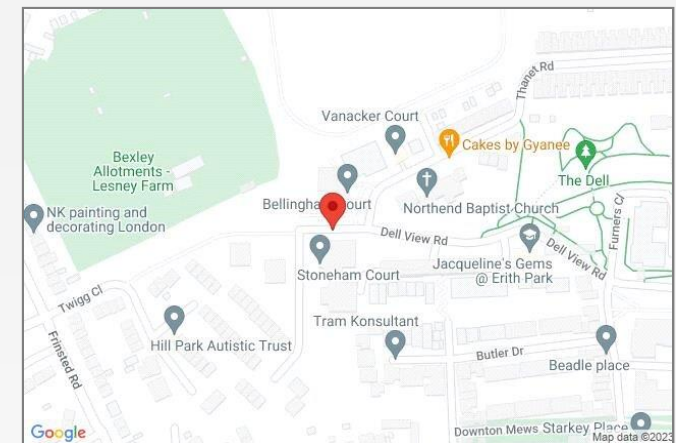 Thanet Rd
Vanacker Court
Cakes by Gyanee
Bexley
Allotments -
Lesney Farm
The Dell
Bellingham Court
Northend Baptist Church
NK painting and
decorating London
Furners Cl
Dell View Rd
Dell View Rd
Stoneham Court
Jacqueline's Gems
@ Erith Park
Twigg Cl
Tram Konsultant
Hill Park Autistic Trust
Frinsted Rd
Butler Dr
Beadle place
Downton Mews
Starkey Place
Google
Map data ©2023